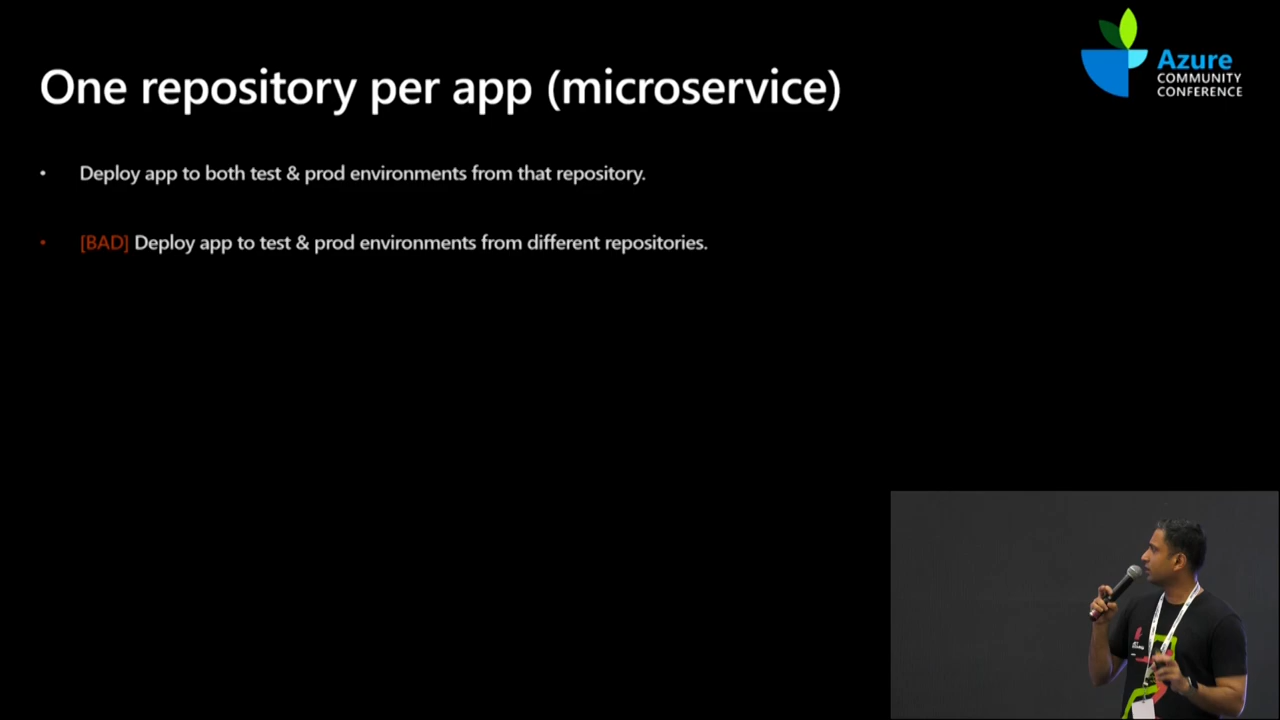 One repository per app (microservice)
Azure
COMMUNITY
CONFERENCE
• Deploy app to both test & prod environments from that repository.
• [BAD] Deploy app to test & prod environments from different repositories.